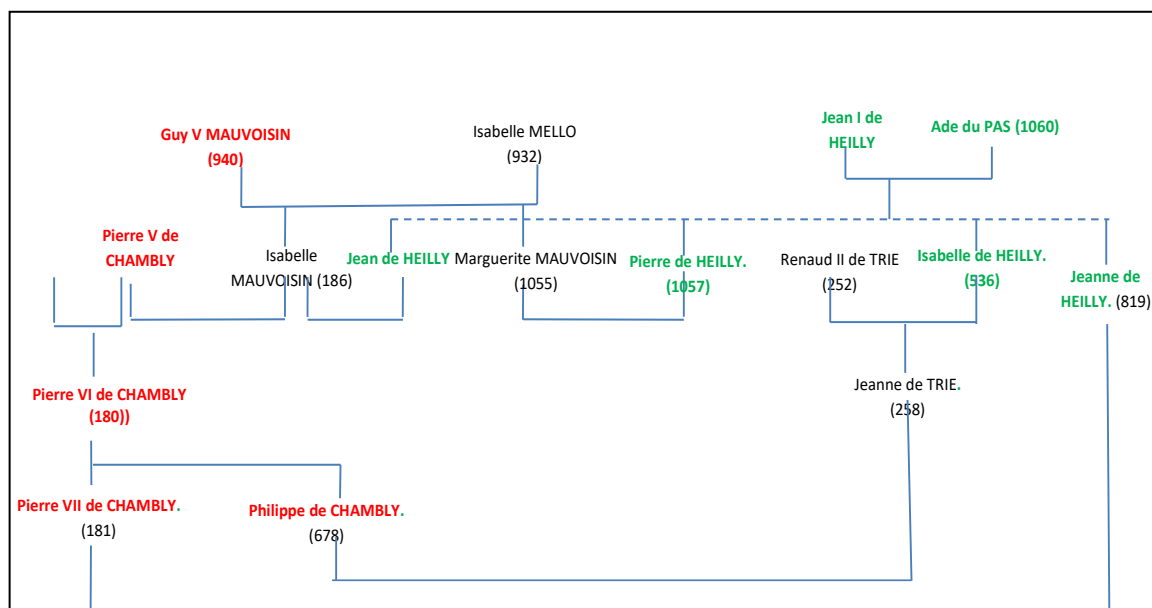 Guy V MAUVOISIN
(940)
Isabelle MELLO
(932)
Jean I de
HEILLY
Ade du PAS (1060)
Pierre V de
CHAMBLY
Isabelle
MAUVOISIN (186)
Jean de HEILLY
Marguerite MAUVOISIN
(1055)
Pierre de HEILLY.
(1057)
Renaud II de TRIE
(252)
Isabelle de HEILLY.
(536)
Jeanne de
HEILLY. (819)
Pierre VI de CHAMBLY
(180))
Jeanne de TRIE.
(258)
Pierre VII de CHAMBLY.
(181)
Philippe de CHAMBLY.
(678)